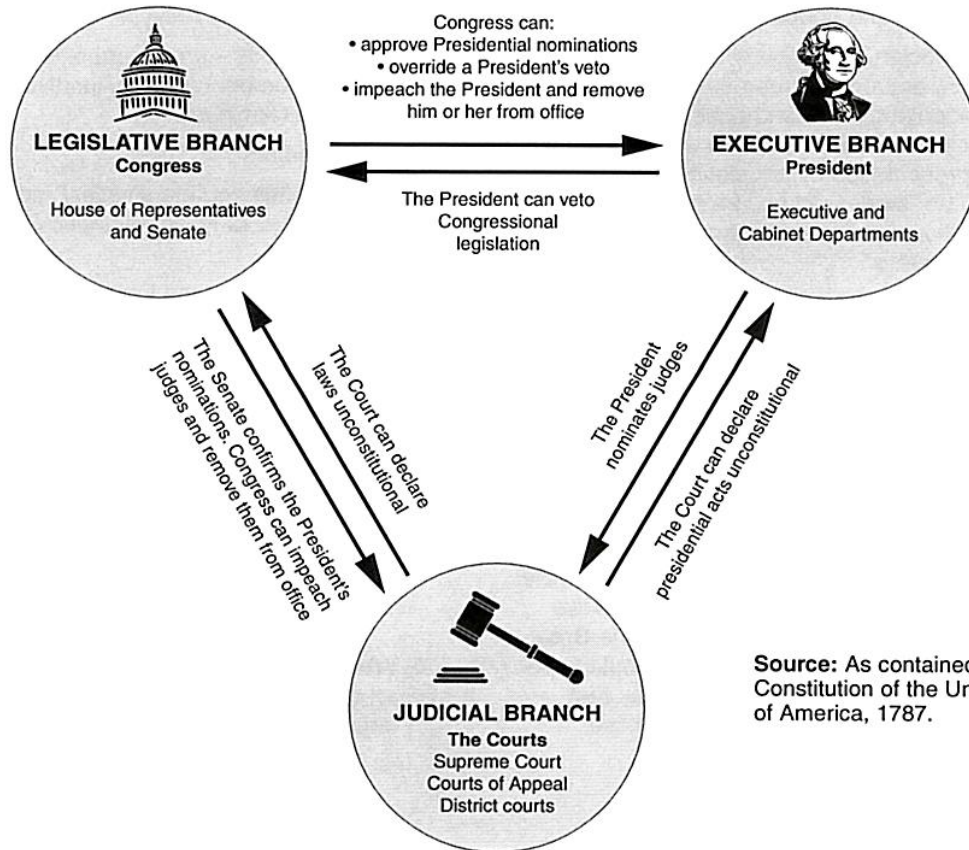 Congress can:
• approve Presidential nominations
• override a President's veto
• impeach the President and remove
him or her from office
LEGISLATIVE BRANCH
Congress
House of Representatives
and Senate
EXECUTIVE BRANCH
President
Executive and
Cabinet Departments
The President can veto
Congressional
legislation
The Senate confirms the President's
nominations. Congress can impeach
judges and remove them from office
The Court can declare
laws unconstitutional
The President
nominates judges
The Court can declare
presidential acts unconstitutional
JUDICIAL BRANCH
The Courts
Supreme Court
Courts of Appeal
District courts
Source: As contained
Constitution of the Un
of America, 1787.